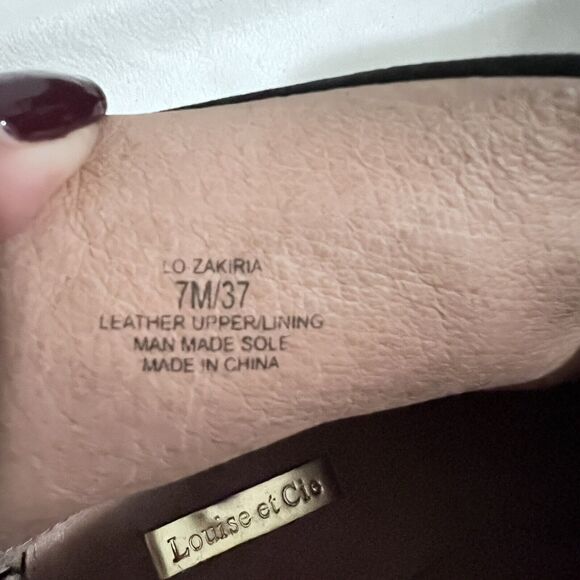 LO-ZAKIRIA
7M/37
LEATHER UPPER/LINING
MAN MADE SOLE
MADE IN CHINA
Louise et Cie